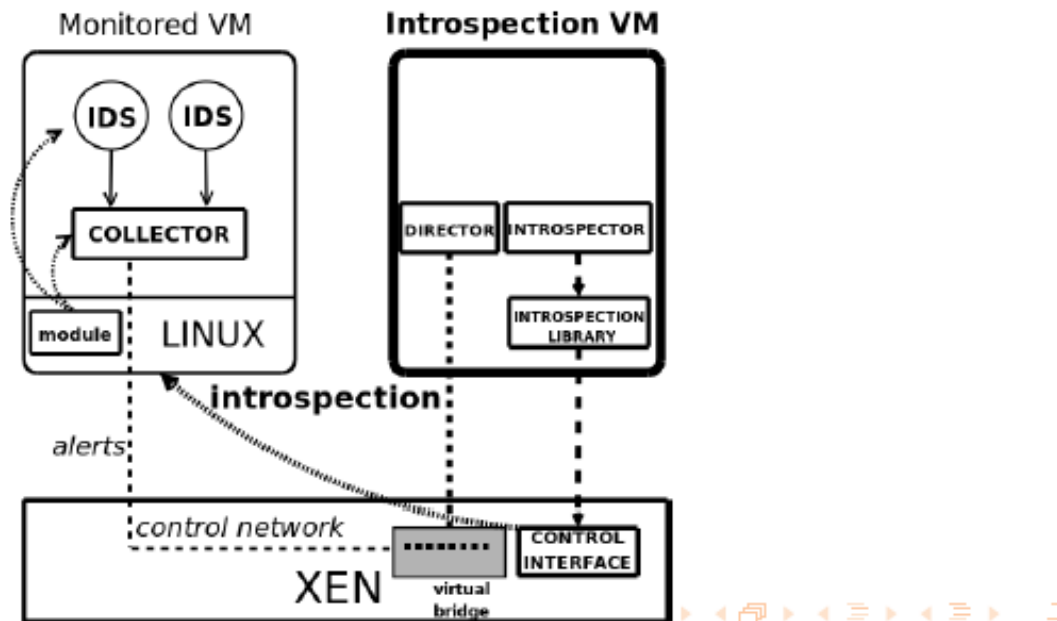 Monitored VM
Introspection VM
IDS
IDS
COLLECTOR
DIRECTOR
INTROSPECTOR
module
LINUX
INTROSPECTION
LIBRARY
introspection
alerts
control network
CONTROL
INTERFACE
XEN
virtual
bridge